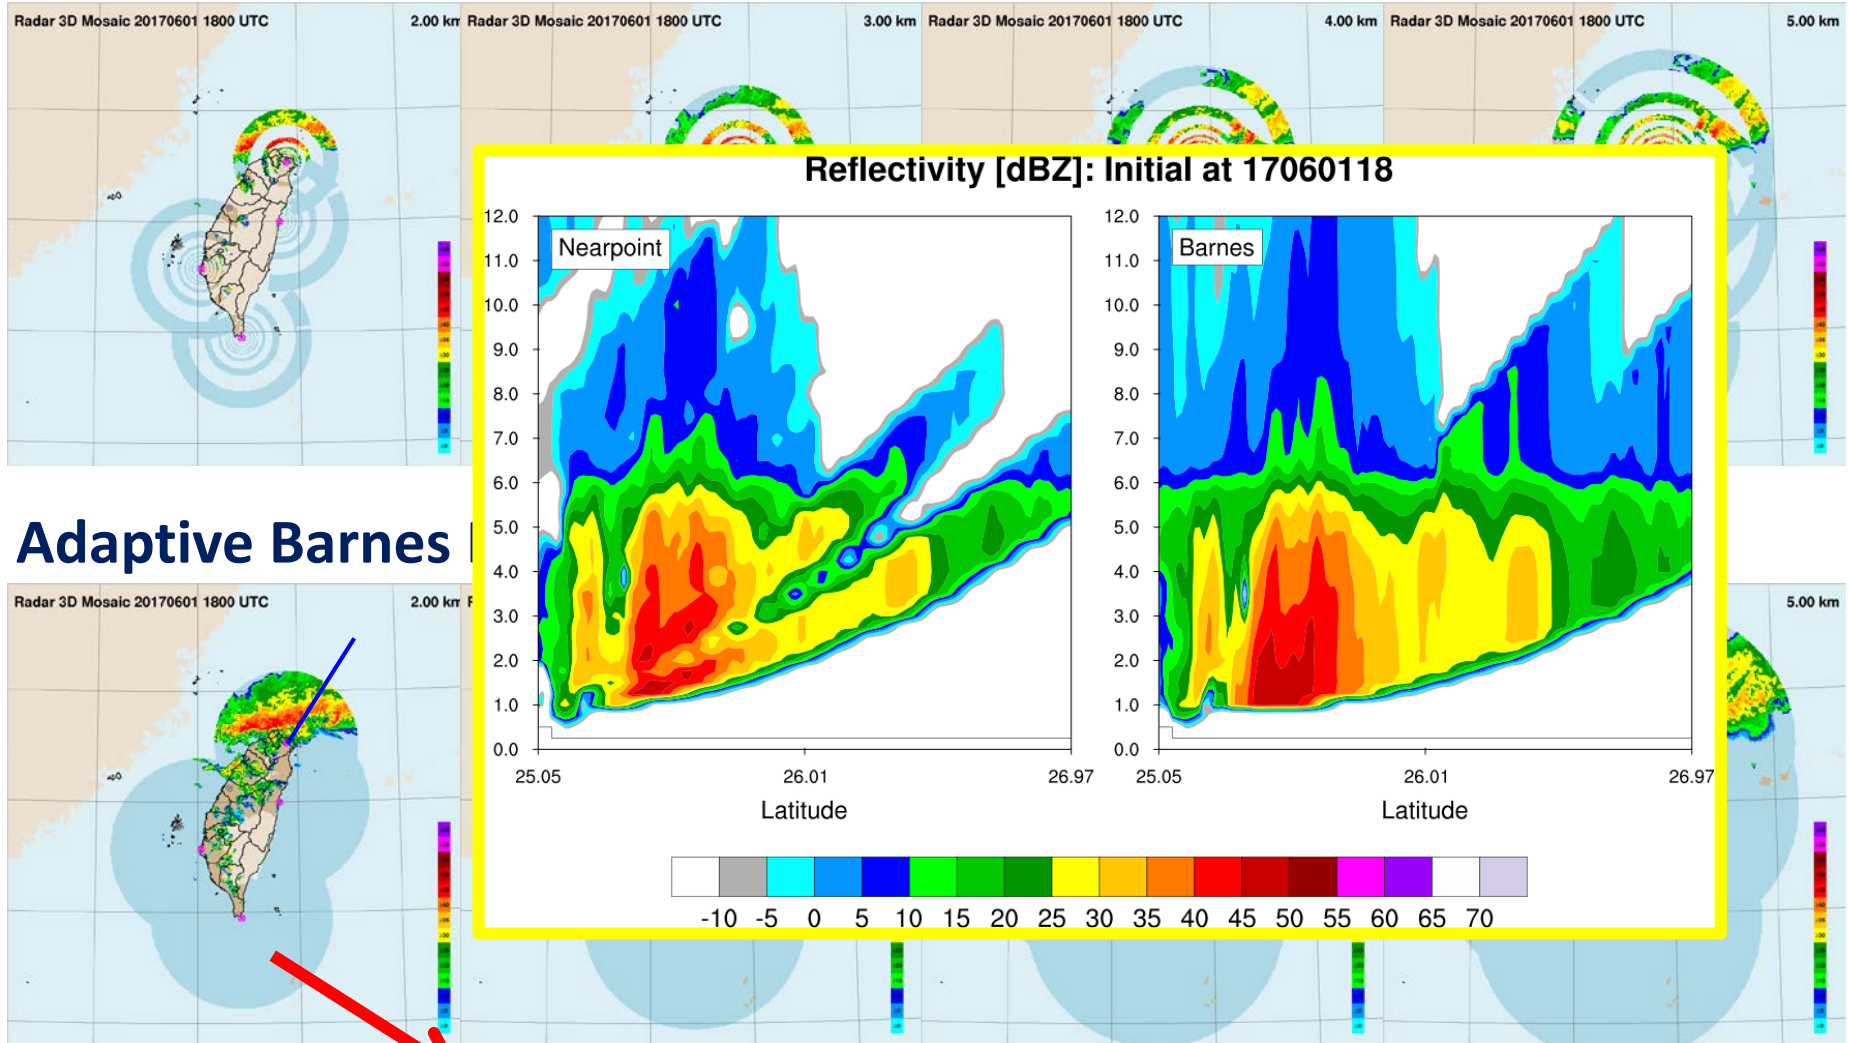 Radar 3D Mosaic 20170601 1800 UTC 2.00 km
Radar 3D Mosaic 20170601 1800 UTC 3.00 km
Radar 3D Mosaic 20170601 1800 UTC 4.00 km
Radar 3D Mosaic 20170601 1800 UTC 5.00 km
Reflectivity [dBZ]: Initial at 17060118
Nearpoint
12.0
11.0
10.0
9.0
8.0
7.0
6.0
5.0
4.0
3.0
2.0
1.0
0.0
25.05 26.01 26.97
Latitude
Barnes
12.0
11.0
10.0
9.0
8.0
7.0
6.0
5.0
4.0
3.0
2.0
1.0
0.0
25.05 26.01 26.97
Latitude
-10 -5 0 5 10 15 20 25 30 35 40 45 50 55 60 65 70
Adaptive Barnes
Radar 3D Mosaic 20170601 1800 UTC 2.00 km
5.00 km